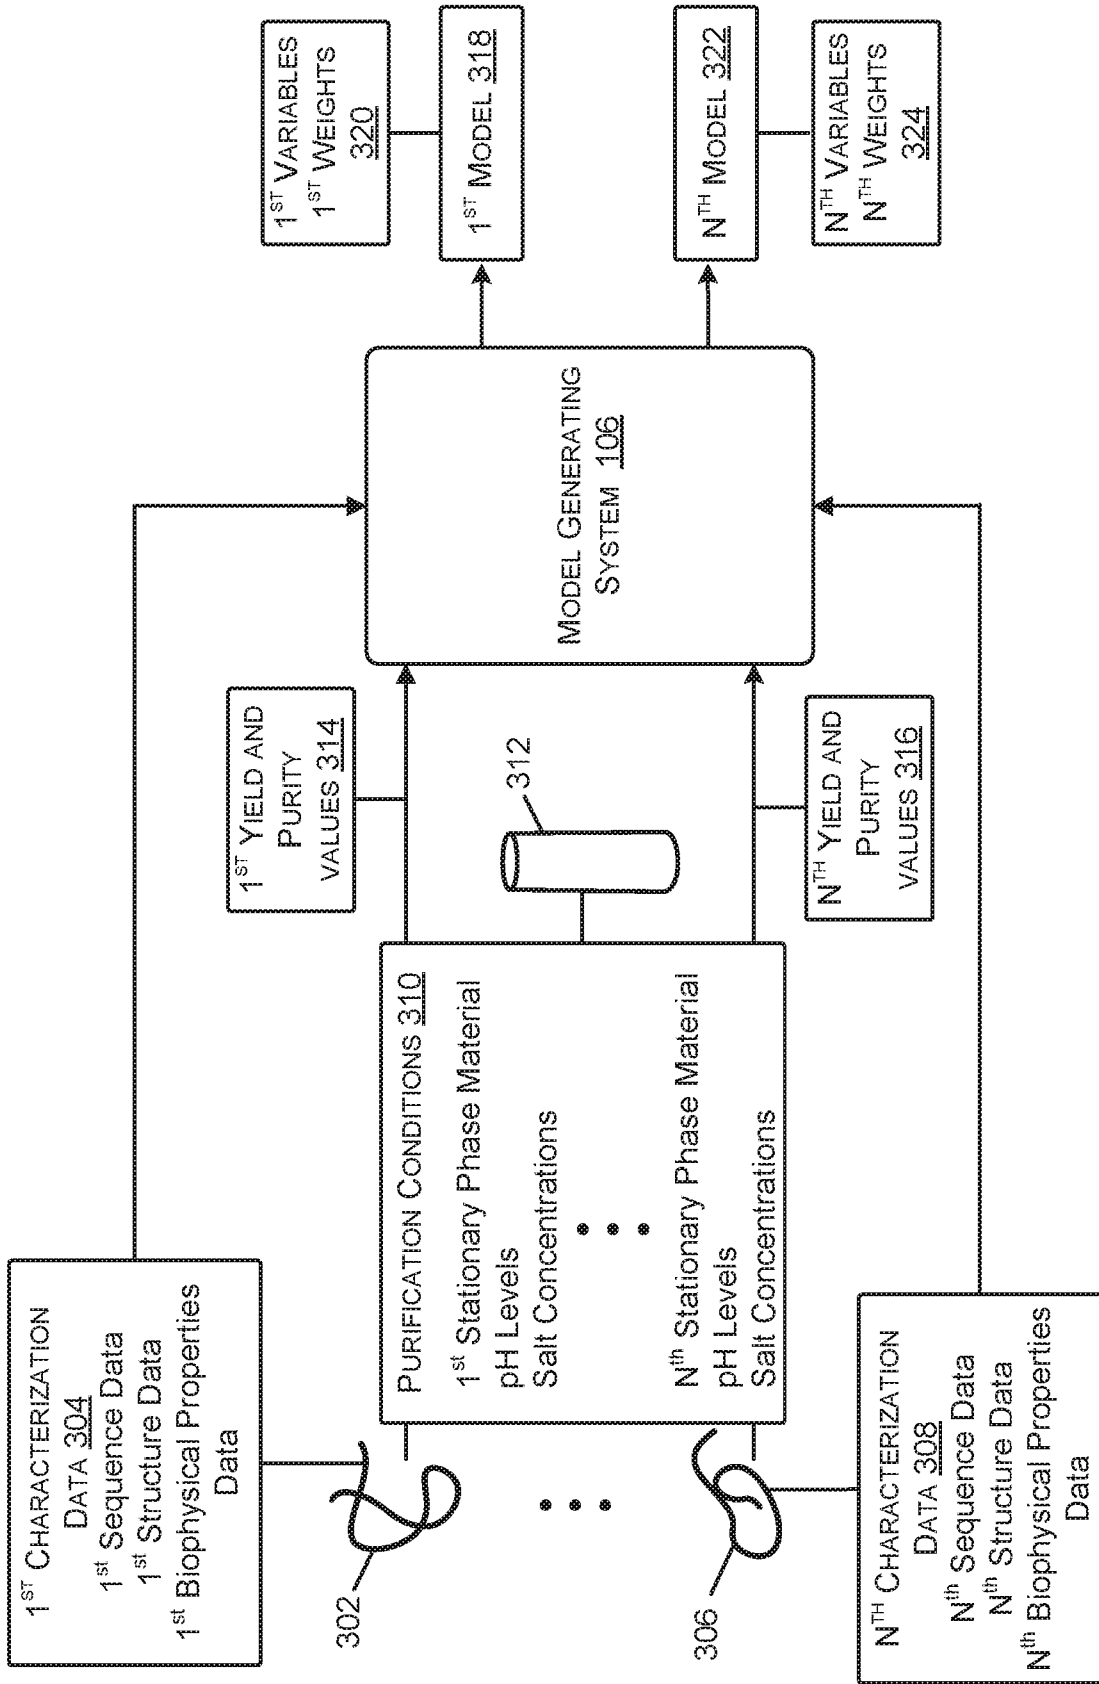 1ST CHARACTERIZATION
DATA 304
1st Sequence Data
1st Structure Data
1st Biophysical Properties
Data
302
306
NTH CHARACTERIZATION
DATA 308
Nth Sequence Data
Nth Structure Data
Nth Biophysical Properties
Data
PURIFICATION CONDITIONS 310
1st Stationary Phase Material
pH Levels
Salt Concentrations
Nth Stationary Phase Material
pH Levels
Salt Concentrations
312
1ST YIELD AND
PURITY
VALUES 314
NTH YIELD AND
PURITY
VALUES 316
MODEL GENERATING
SYSTEM 106
1ST VARIABLES
1ST WEIGHTS
320
1ST MODEL 318
NTH MODEL 322
NTH VARIABLES
NTH WEIGHTS
324